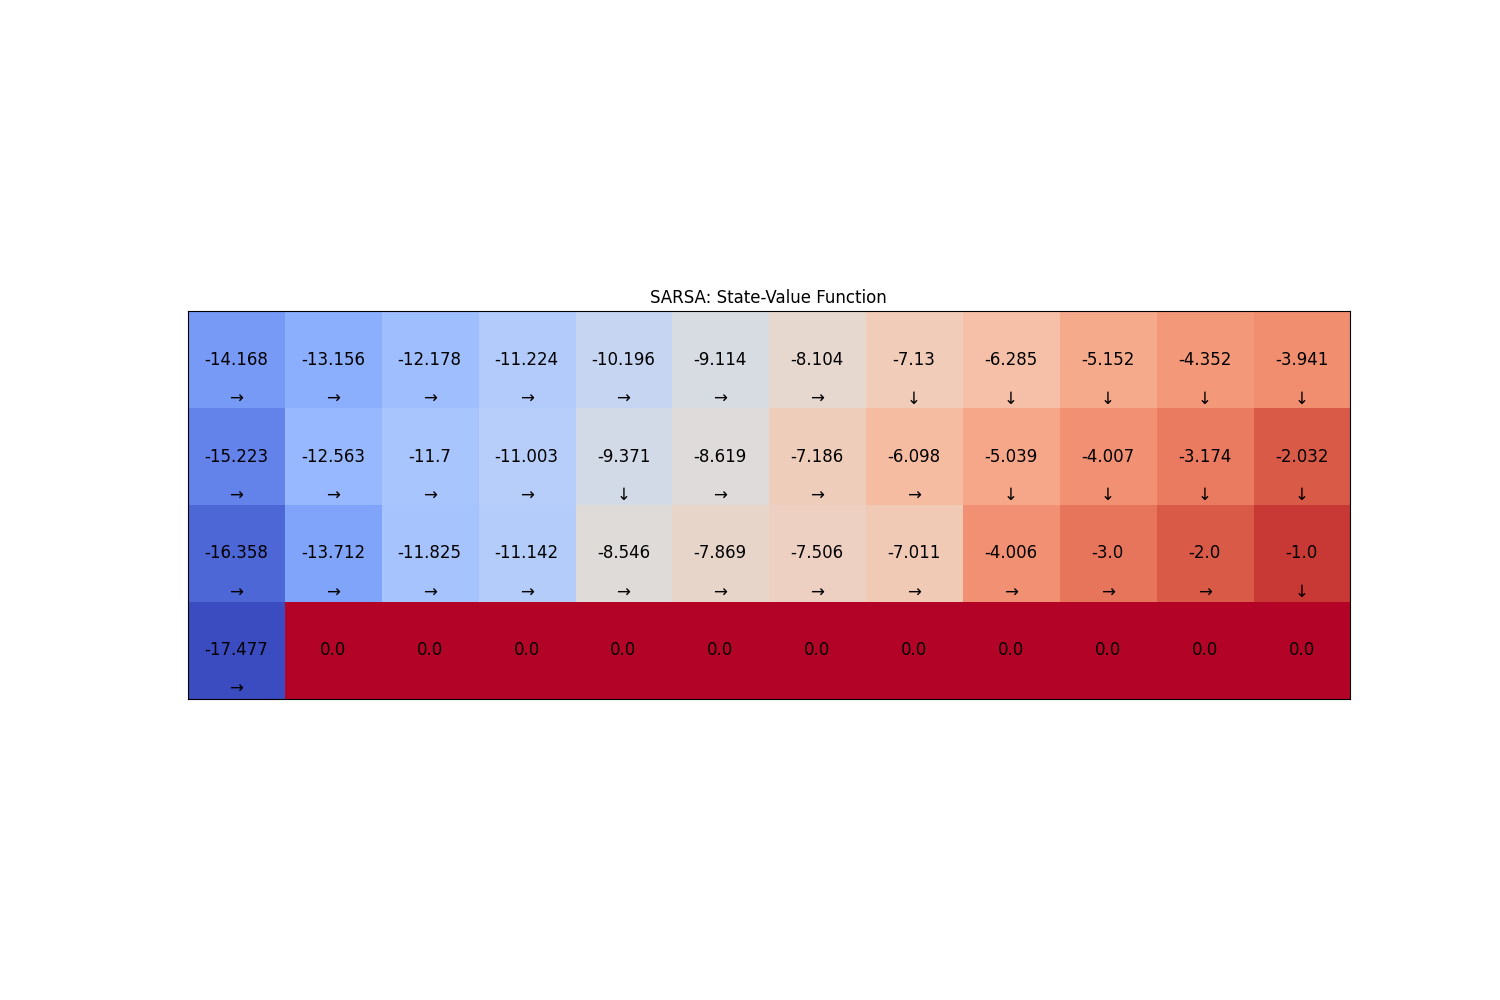 SARSA: State-Value Function
-14.168 -13.156 -12.178 -11.224 -10.196 -9.114 -8.104 -7.13 -6.285 -5.152 -4.352 -3.941
→ → → → → → → ↓ ↓ ↓ ↓ ↓
-15.223 -12.563 -11.7 -11.003 -9.371 -8.619 -7.186 -6.098 -5.039 -4.007 -3.174 -2.032
→ → → → ↓ → → → ↓ ↓ ↓ ↓
-16.358 -13.712 -11.825 -11.142 -8.546 -7.869 -7.506 -7.011 -4.006 -3.0 -2.0 -1.0
→ → → → → → → → → → → ↓
-17.477 0.0 0.0 0.0 0.0 0.0 0.0 0.0 0.0 0.0 0.0 0.0
→